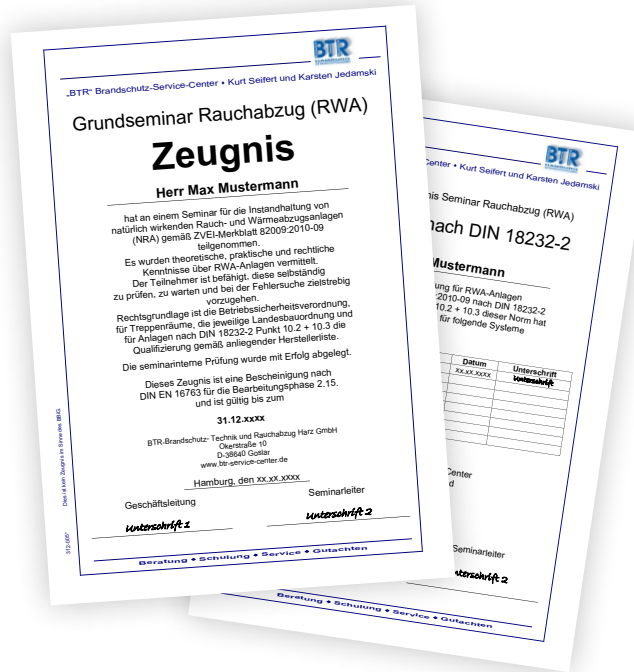 BTR
„BTR“ Brandschutz-Service-Center • Kurt Seifert und Karsten Jedamski
Grundseminar Rauchabzug (RWA)
Zeugnis
Herr Max Mustermann
hat an einem Seminar für die Instandhaltung von
natürlich wirkenden Rauch- und Wärmeabzugsanlagen
(NRA) gemäß ZVEI-Merkblatt 82009:2010-09
teilgenommen.
Es wurden theoretische, praktische und rechtliche
Kenntnisse über RWA-Anlagen vermittelt.
Der Teilnehmer ist befähigt, diese selbständig
zu prüfen, zu warten und bei der Fehlersuche zielstrebig
vorzugehen.
Rechtsgrundlage ist die Betriebssicherheitsverordnung,
für Treppenräume, die jeweilige Landesbauordnung und
für Anlagen nach DIN 18232-2 Punkt 10.2 + 10.3 die
Qualifizierung gemäß anliegender Herstellerliste.
Die seminarinterne Prüfung wurde mit Erfolg abgelegt.
Dieses Zeugnis ist eine Bescheinigung nach
DIN EN 16763 für die Bearbeitungsphase 2.15.
und ist gültig bis zum
31.12.xxxx
BTR-Brandschutz- Technik und Rauchabzug Harz GmbH
Okerstraße 10
D-38640 Goslar
www.btr-service-center.de
Hamburg, den xx.xx.xxxx
Geschäftsleitung
Seminarleiter
Unterschrift 1
Unterschrift 2
Beratung • Schulung • Service • Gutachten
Dies ist kein Zeugnis im Sinne des BBiG.
BTR
Center • Kurt Seifert und Karsten Jedamski
nis Seminar Rauchabzug (RWA)
nach DIN 18232-2
Mustermann
ung für RWA-Anlagen
:2010-09 nach DIN 18232-2
10.2 + 10.3 dieser Norm hat
für folgende Systeme
Datum Unterschrift
xx.xx.xxxx Unterschrift
Center
d
Seminarleiter
nterschrift 2
Beratung • Schulung • Service • Gutachten